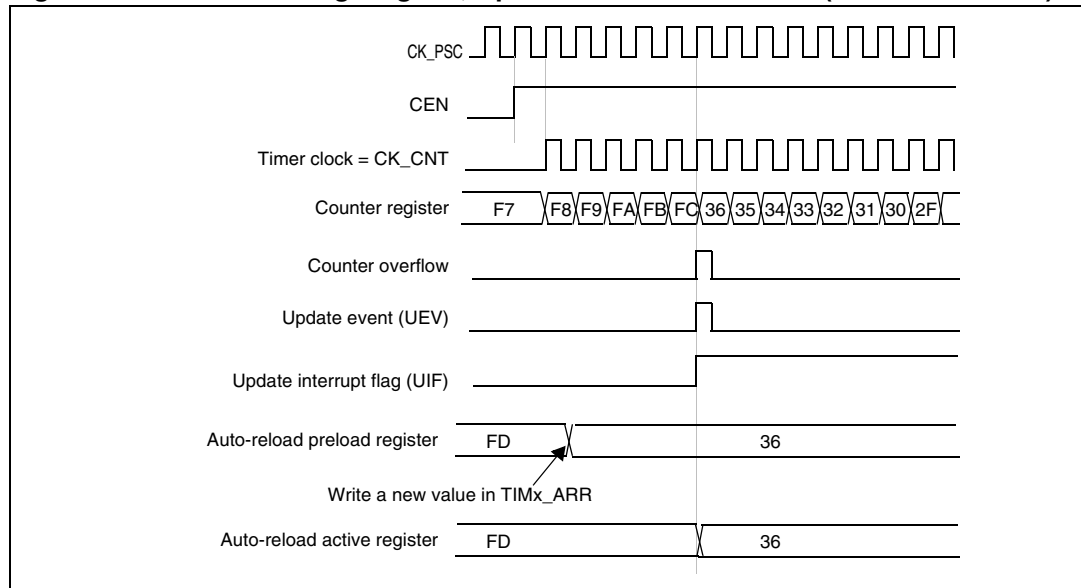 CK_PSC
CEN
Timer clock = CK_CNT
Counter register F7 F8 F9 FA FB FC 36 35 34 33 32 31 30 2F
Counter overflow
Update event (UEV)
Update interrupt flag (UIF)
Auto-reload preload register FD 36
Write a new value in TIMx_ARR
Auto-reload active register FD 36